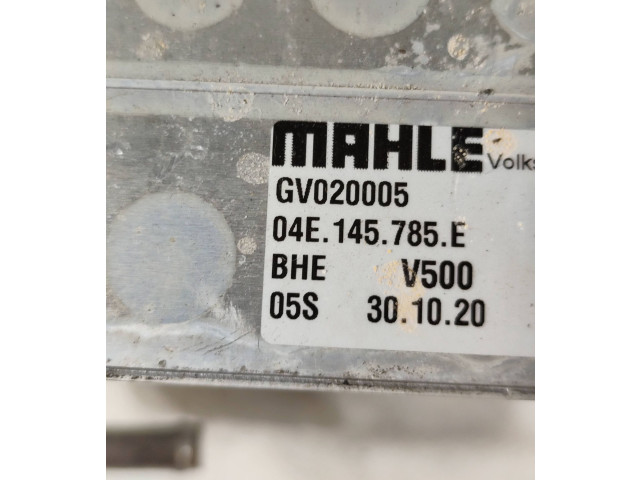 MAHLE Volks
GV020005
04E.145.785.E
BHE V500
05S 30.10.20